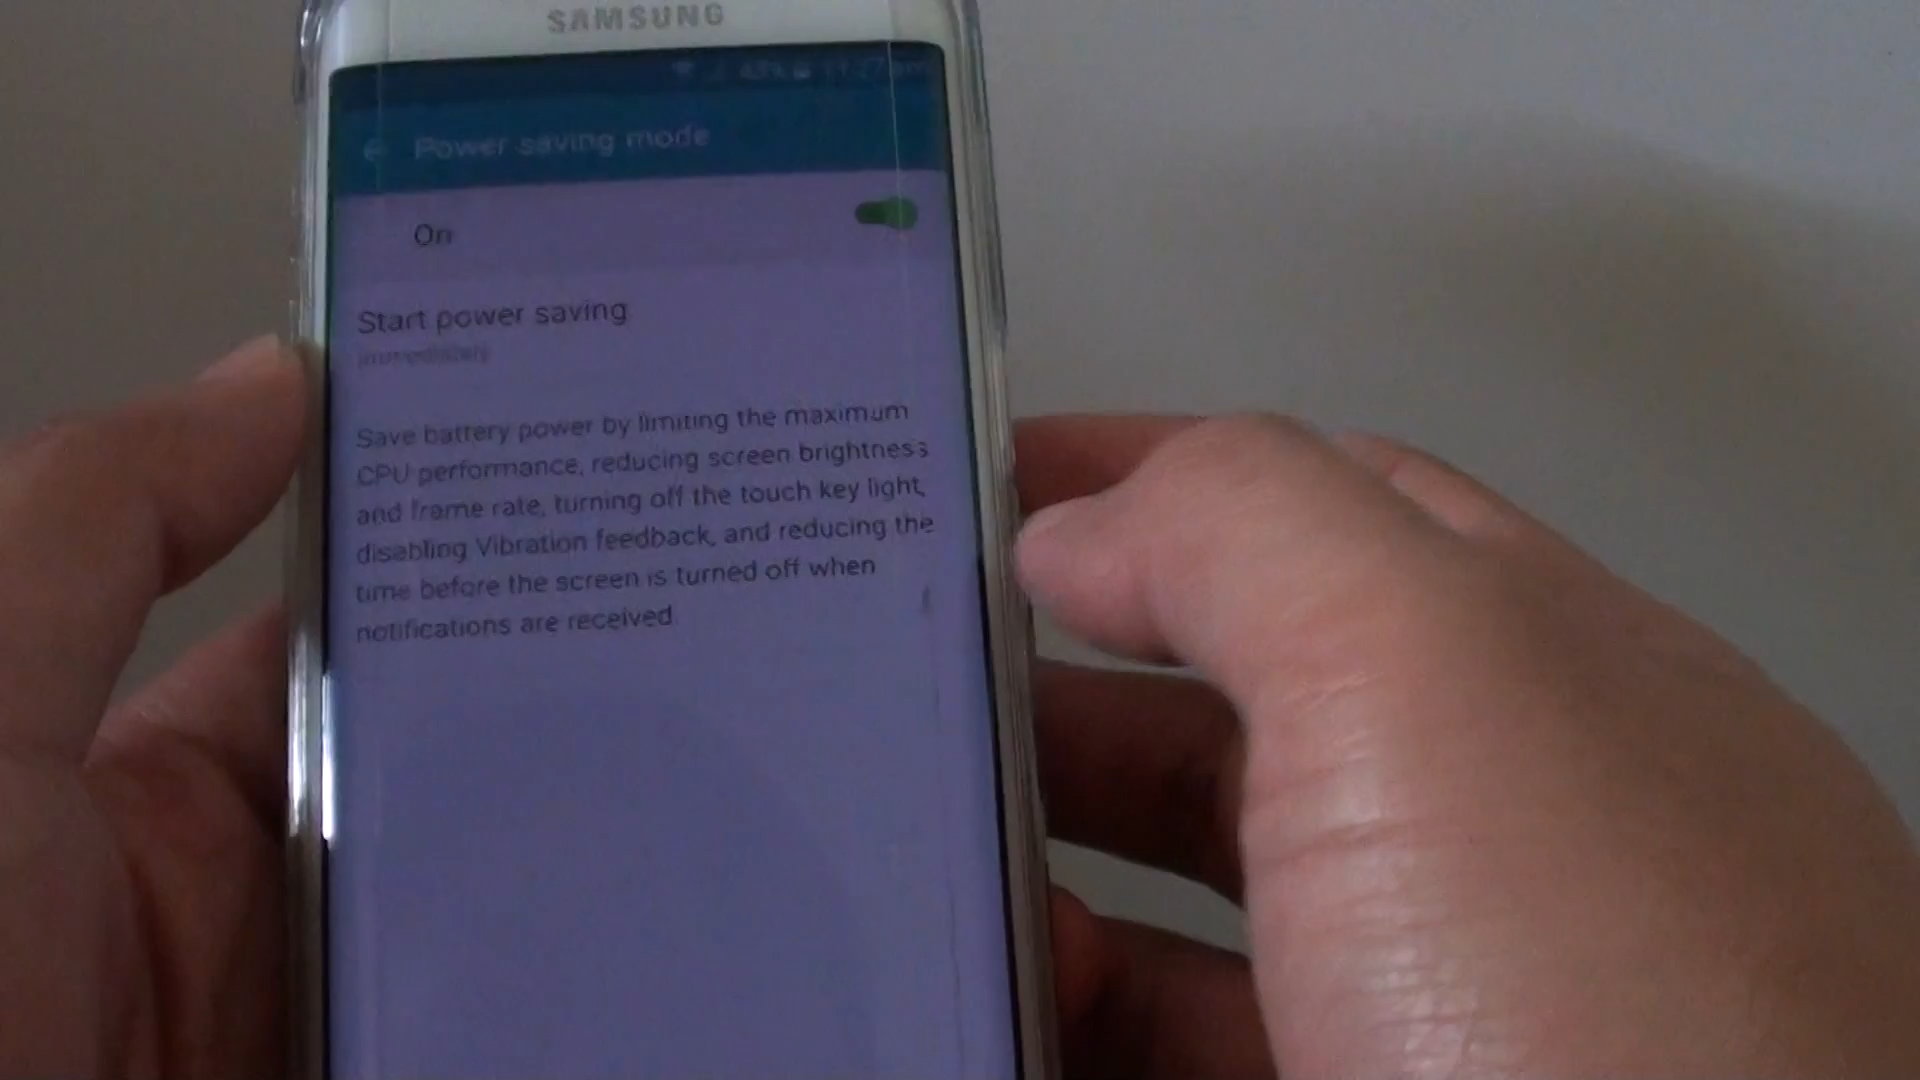 SAMSUNG
Power saving mode
On
Start power saving
Immediately
Save battery power by limiting the maximum
CPU performance, reducing screen brightness
and frame rate, turning off the touch key light,
disabling Vibration feedback, and reducing the
time before the screen is turned off when
notifications are received.